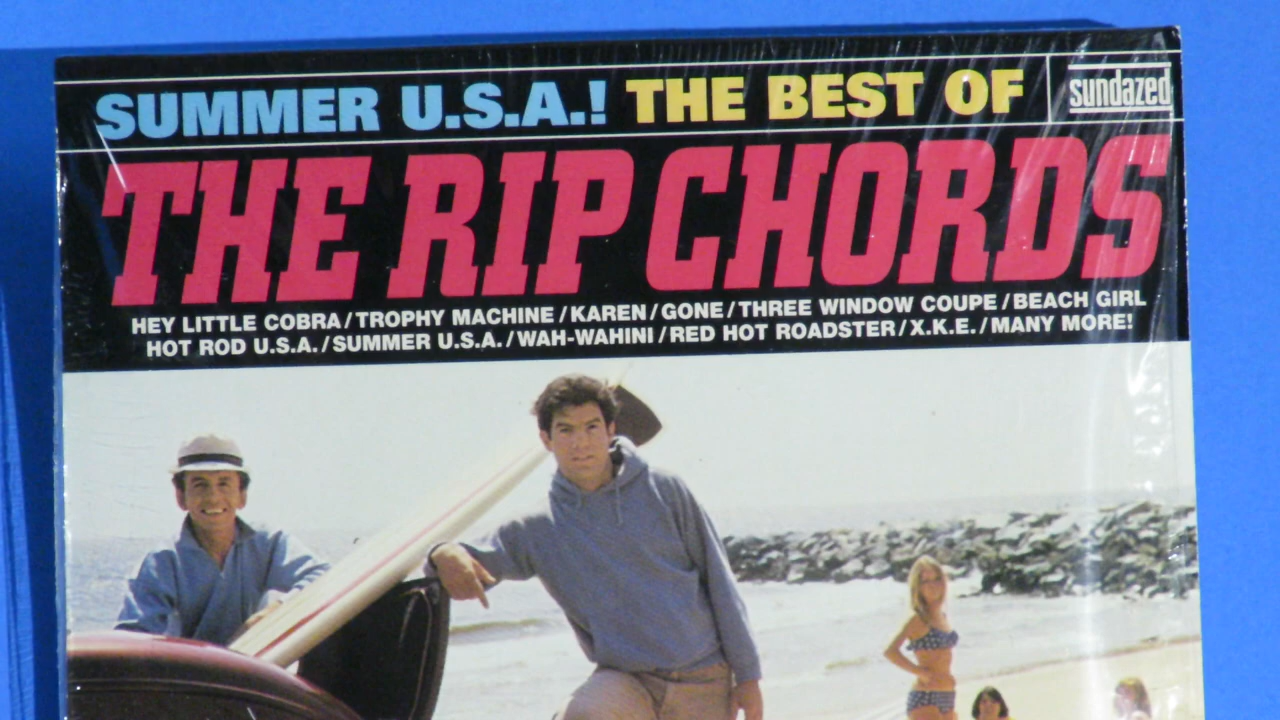 SUMMER U.S.A.! THE BEST OF
sundazed
THE RIP CHORDS
HEY LITTLE COBRA/TROPHY MACHINE/KAREN/GONE/THREE WINDOW COUPE/BEACH GIRL
HOT ROD U.S.A./SUMMER U.S.A./WAH-WAHINI/RED HOT ROADSTER/X.K.E./MANY MORE!